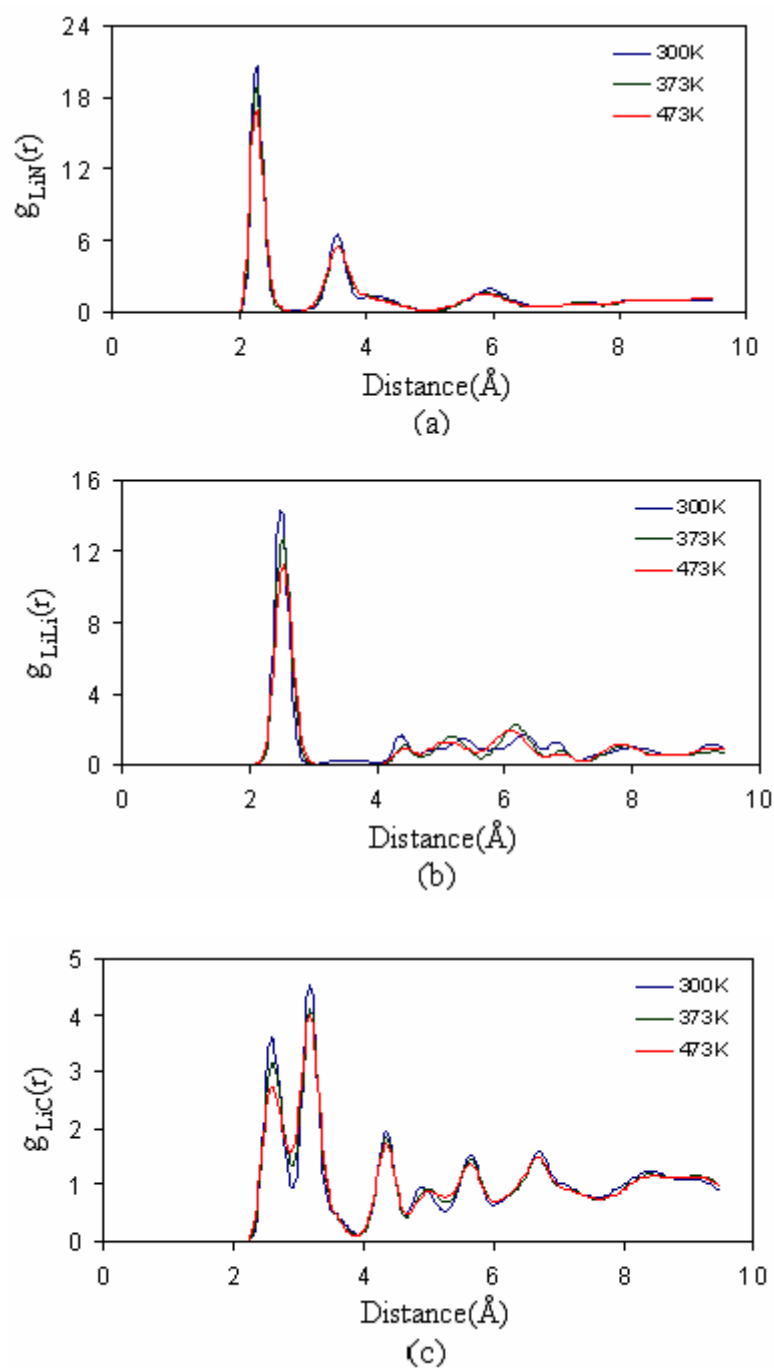 24
18
12
6
0
g_LiN(r)
300K
373K
473K
0 2 4 6 8 10
Distance(Å)
(a)
16
12
8
4
0
g_LiLi(r)
300K
373K
473K
0 2 4 6 8 10
Distance(Å)
(b)
5
4
3
2
1
0
g_LiC(r)
300K
373K
473K
0 2 4 6 8 10
Distance(Å)
(c)